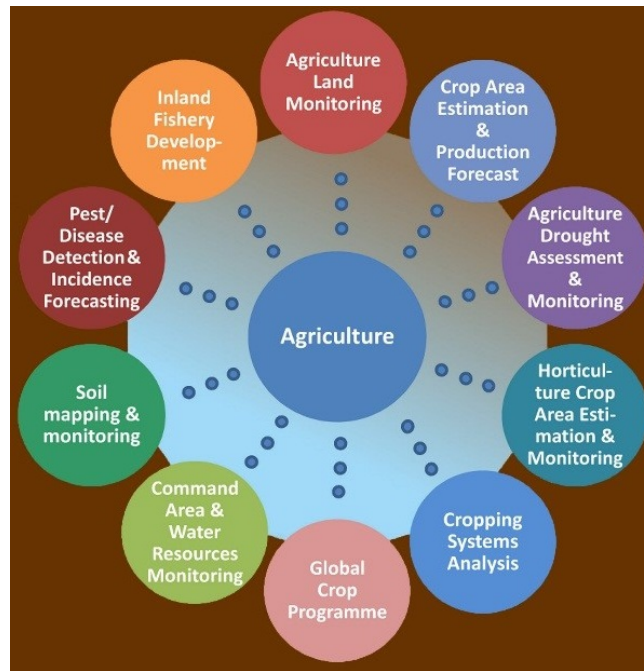 Agriculture
Land
Monitoring
Crop Area
Estimation
&
Production
Forecast
Agriculture
Drought
Assessment
&
Monitoring
Horticul-
ture Crop
Area Esti-
mation &
Monitoring
Cropping
Systems
Analysis
Global
Crop
Programme
Command
Area &
Water
Resources
Monitoring
Soil
mapping &
monitoring
Pest/
Disease
Detection &
Incidence
Forecasting
Inland
Fishery
Develop-
ment
Agriculture